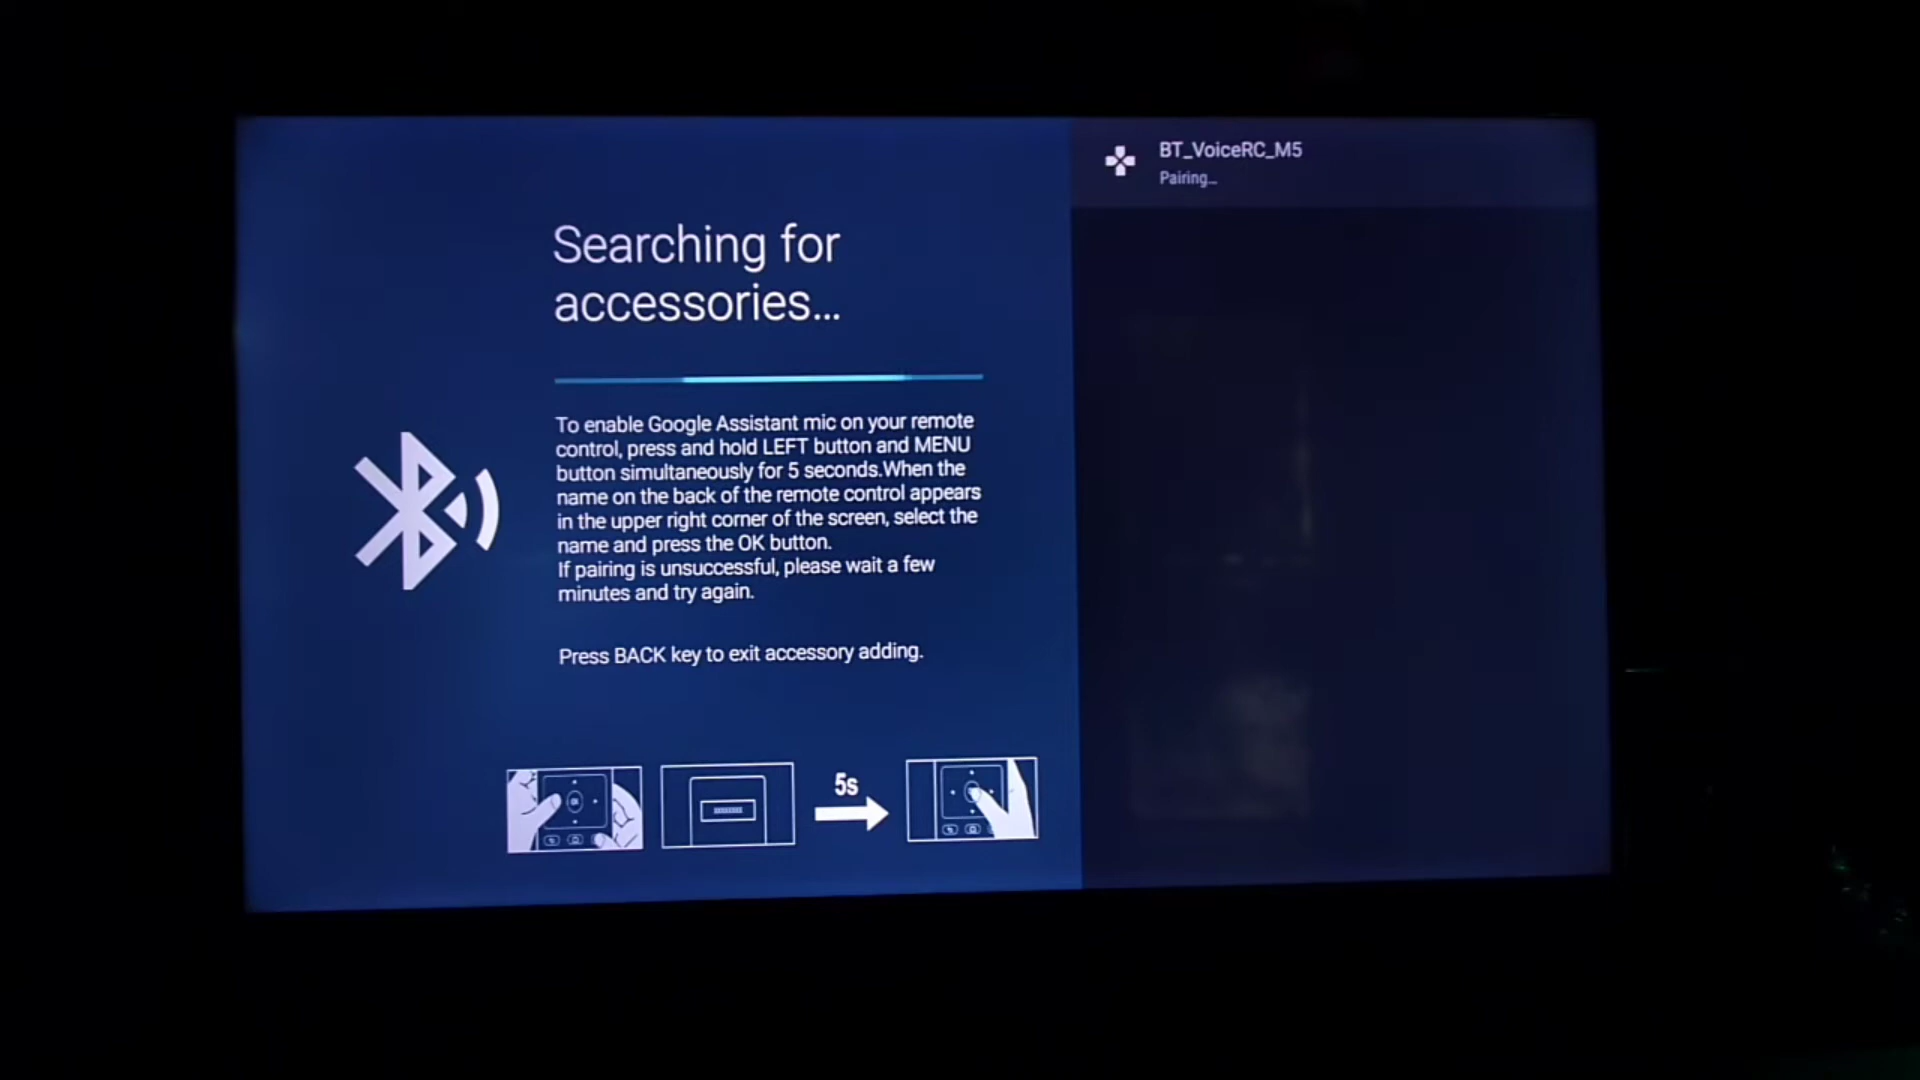 Searching for
accessories...
To enable Google Assistant mic on your remote
control, press and hold LEFT button and MENU
button simultaneously for 5 seconds.When the
name on the back of the remote control appears
in the upper right corner of the screen, select the
name and press the OK button.
If pairing is unsuccessful, please wait a few
minutes and try again.
Press BACK key to exit accessory adding.
5s
BT_VoiceRC_M5
Pairing...